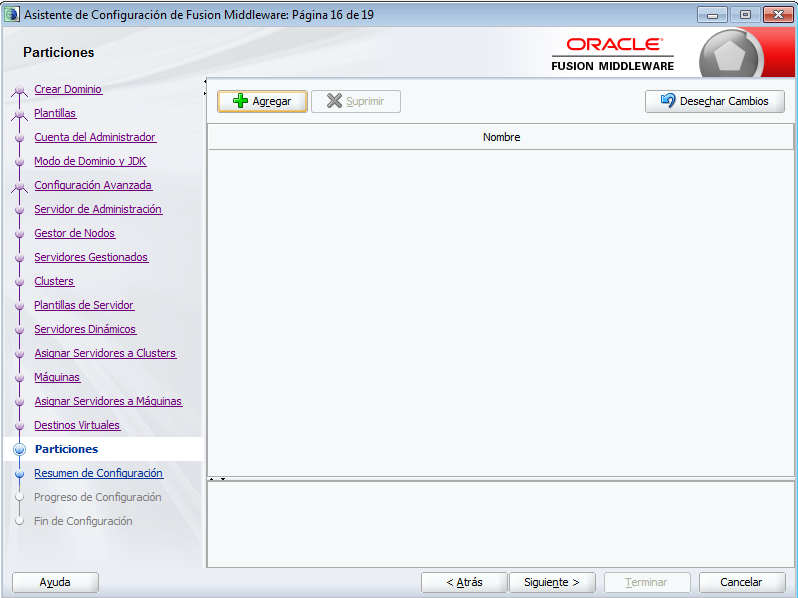 Asistente de Configuración de Fusion Middleware: Página 16 de 19
Particiones
ORACLE
FUSION MIDDLEWARE
Crear Dominio
Plantillas
Cuenta del Administrador
Modo de Dominio y JDK
Configuración Avanzada
Servidor de Administración
Gestor de Nodos
Servidores Gestionados
Clusters
Plantillas de Servidor
Servidores Dinámicos
Asignar Servidores a Clusters
Máquinas
Asignar Servidores a Máquinas
Destinos Virtuales
Particiones
Resumen de Configuración
Progreso de Configuración
Fin de Configuración
Agregar Suprimir Desechar Cambios
Nombre
Ayuda < Atrás Siguiente > Terminar Cancelar